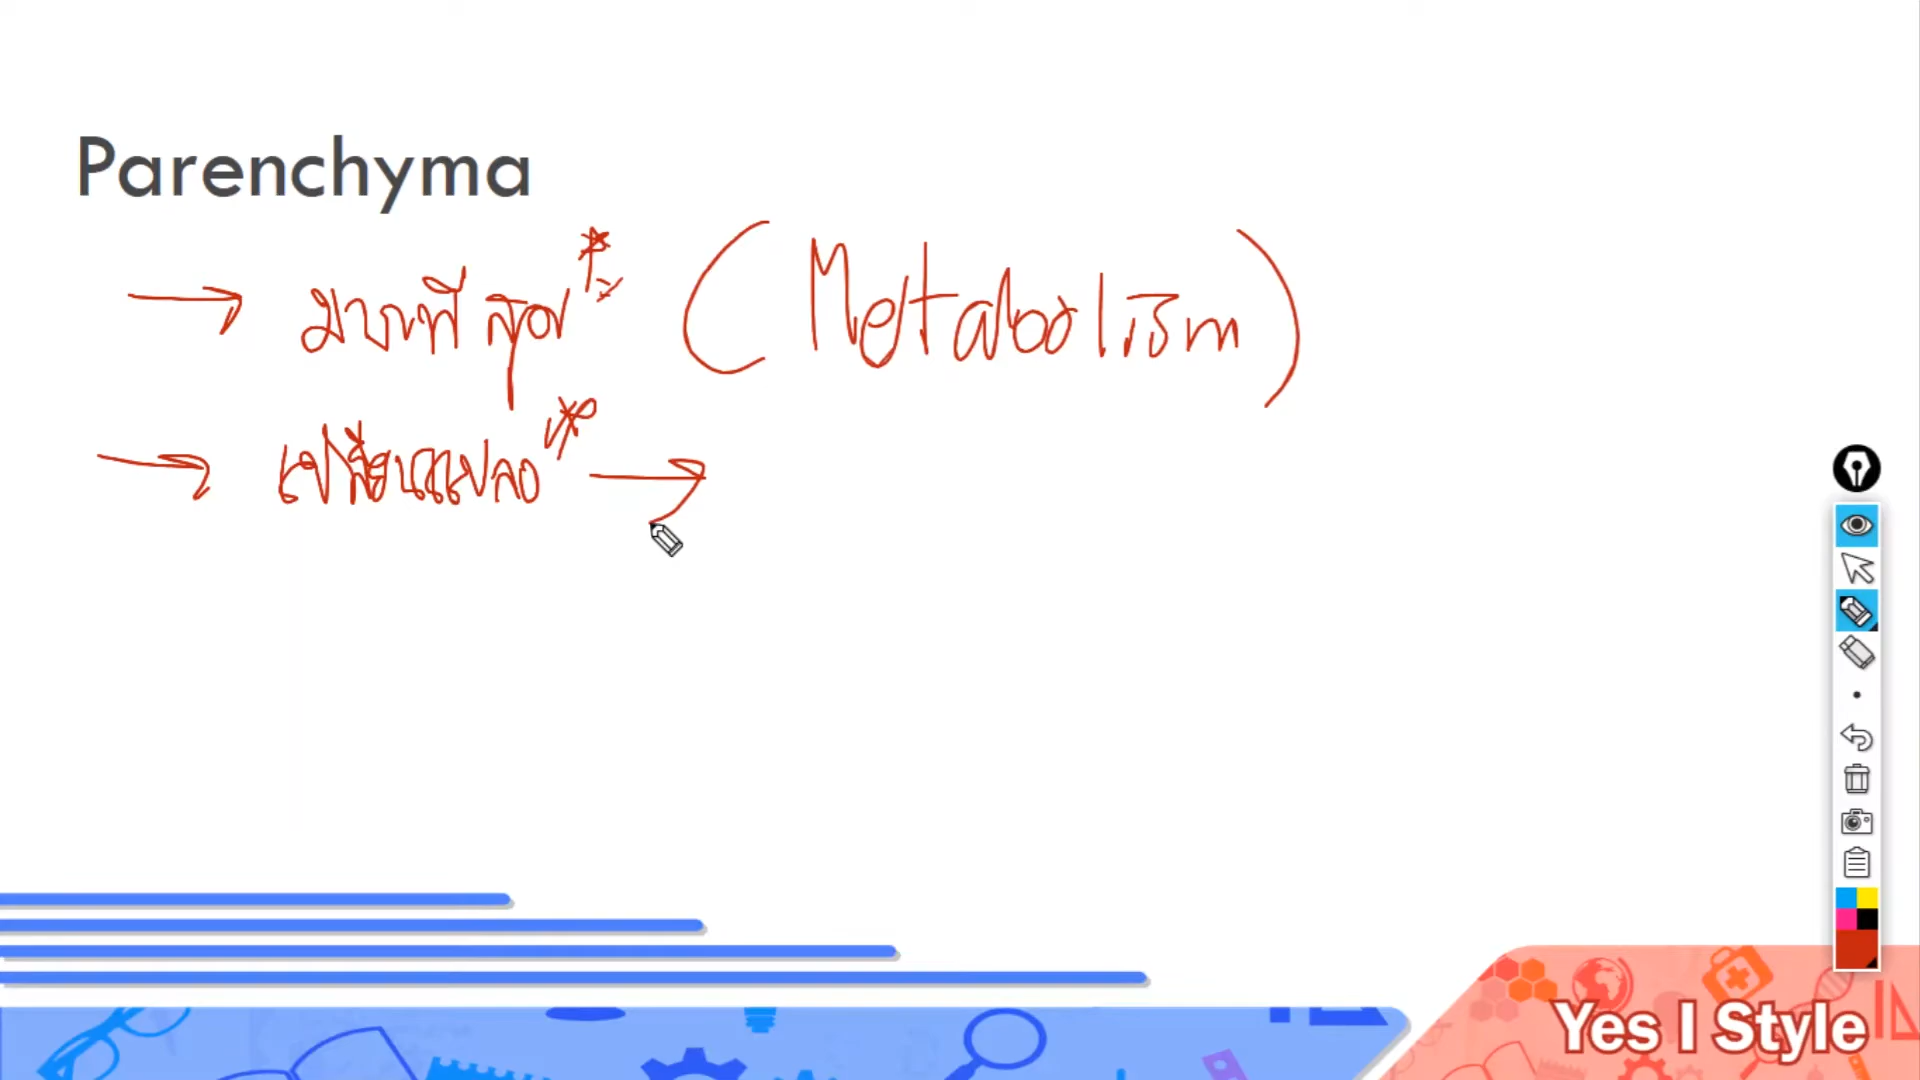 Parenchyma
→ มากที่สุด* (Metabolism)
→ เปลี่ยนแปลง* →
Yes I Style